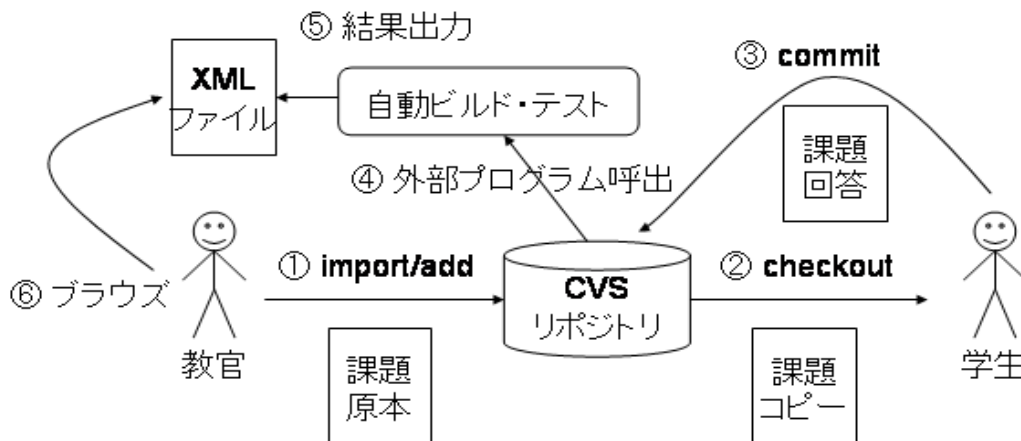 ⑤ 結果出力
③ commit
XML
ファイル
自動ビルド・テスト
課題
回答
④ 外部プログラム呼出
① import/add
② checkout
CVS
リポジトリ
⑥ ブラウズ
教官
学生
課題
原本
課題
コピー